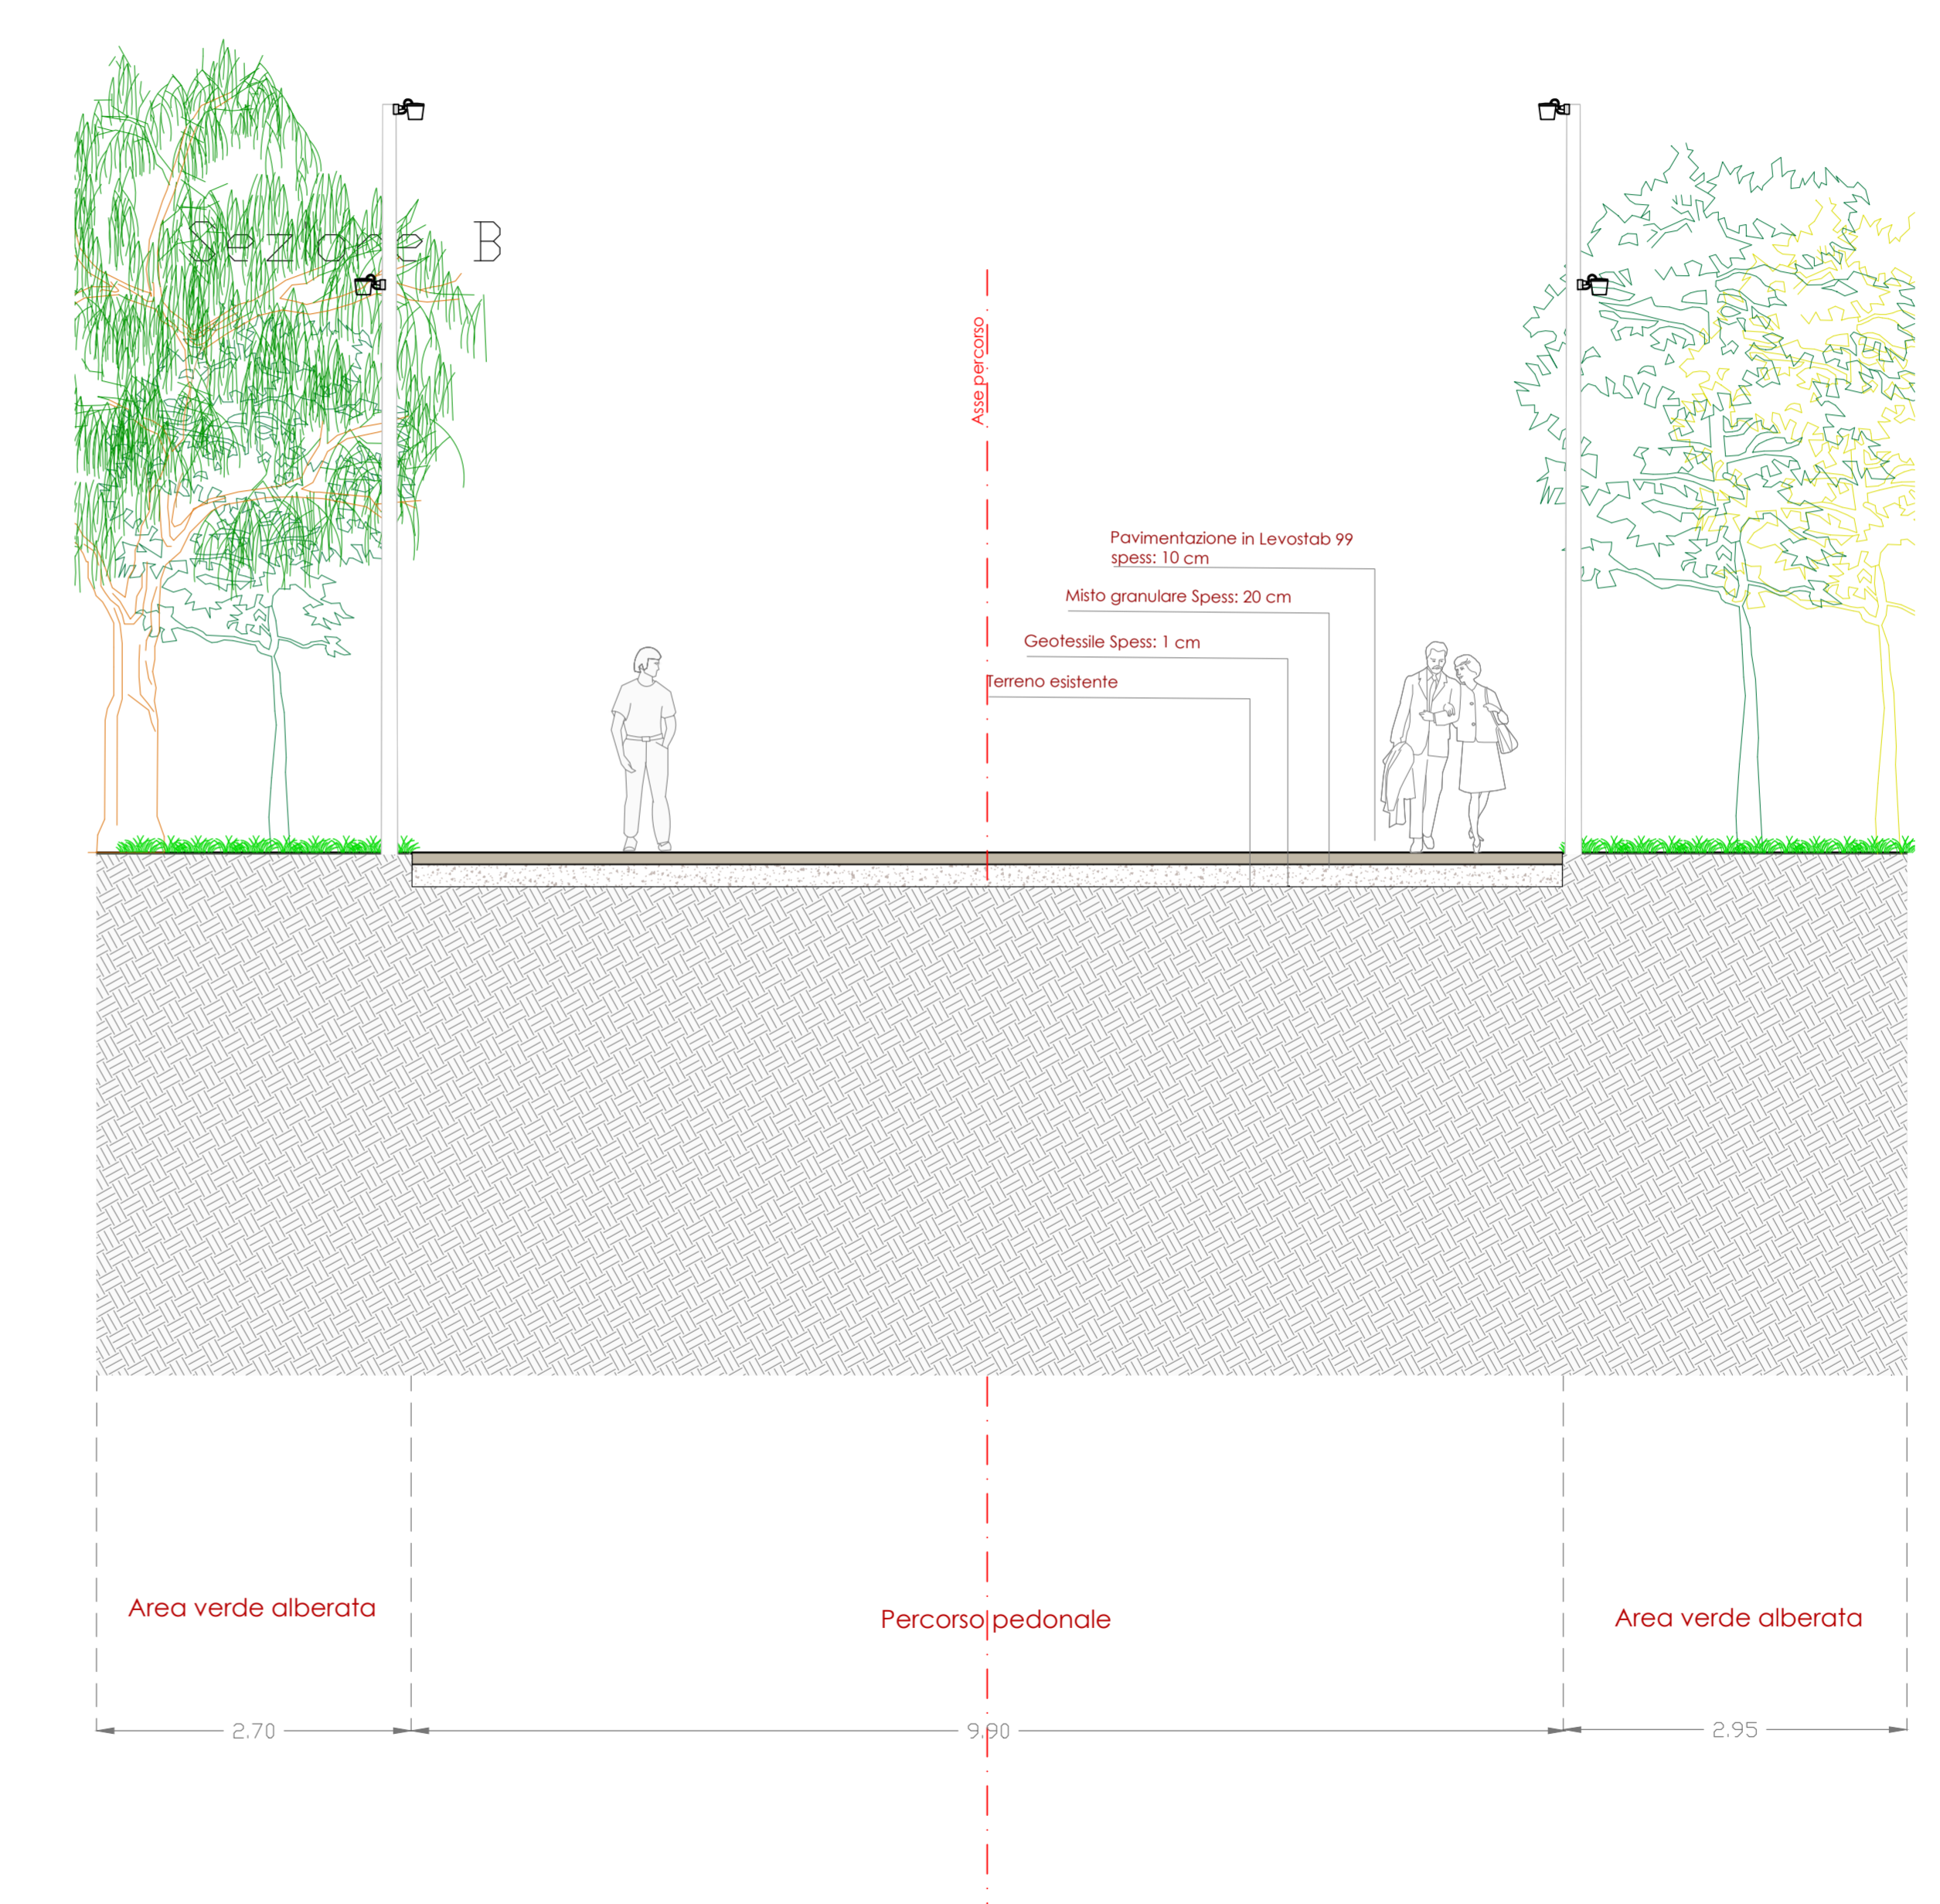 Sezione B
Asse percorso
Pavimentazione in Levostab 99
spess: 10 cm
Misto granulare Spess: 20 cm
Geotessile Spess: 1 cm
Terreno esistente
Area verde alberata
Percorso pedonale
Area verde alberata
2.70
9.90
2.95